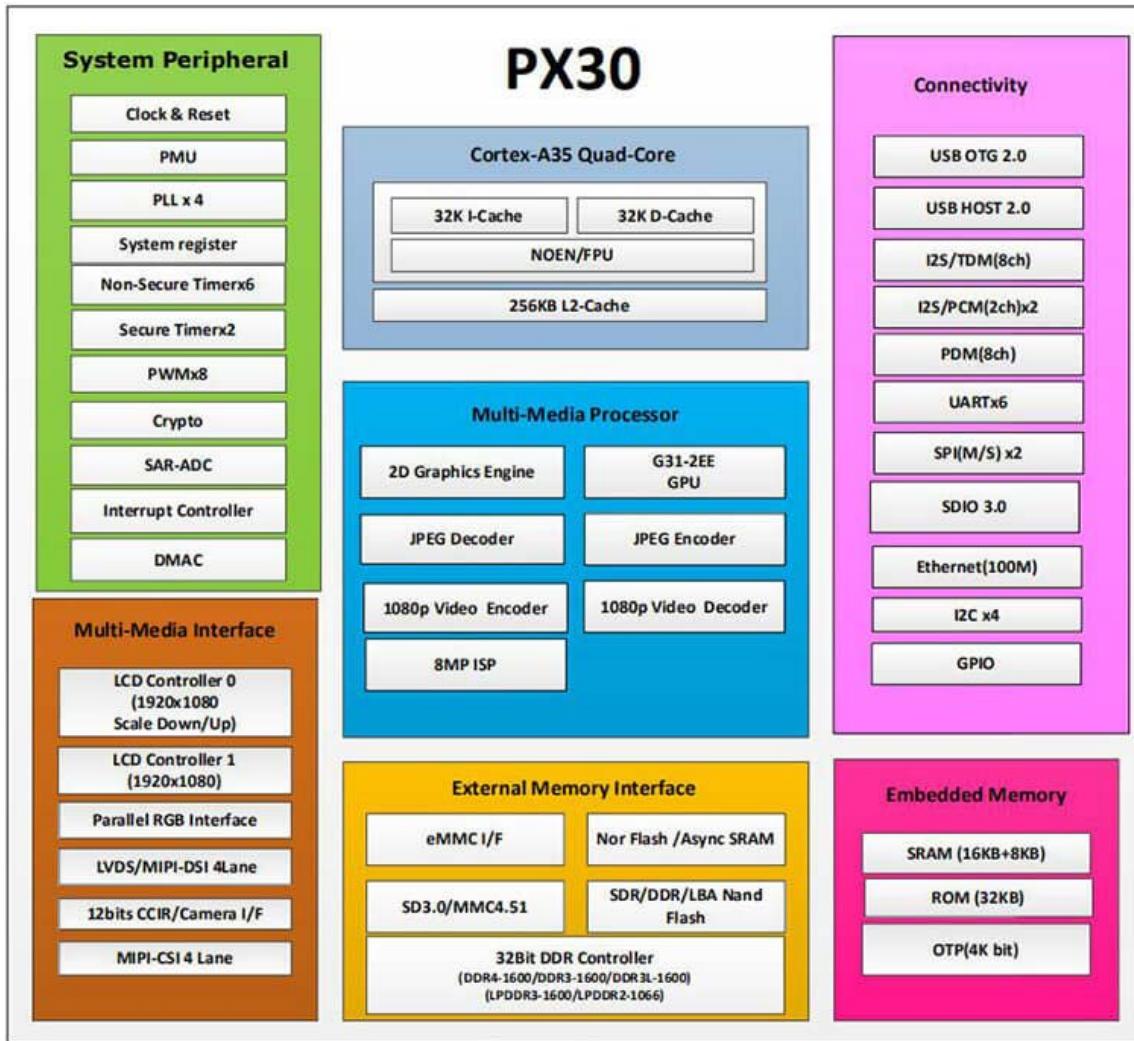 PX30
System Peripheral
Clock & Reset
PMU
PLL x 4
System register
Non-Secure Timerx6
Secure Timerx2
PWMx8
Crypto
SAR-ADC
Interrupt Controller
DMAC
Multi-Media Interface
LCD Controller 0
(1920x1080
Scale Down/Up)
LCD Controller 1
(1920x1080)
Parallel RGB Interface
LVDS/MIPI-DSI 4Lane
12bits CCIR/Camera I/F
MIPI-CSI 4 Lane
Cortex-A35 Quad-Core
32K I-Cache
32K D-Cache
NOEN/FPU
256KB L2-Cache
Multi-Media Processor
2D Graphics Engine
G31-2EE
GPU
JPEG Decoder
JPEG Encoder
1080p Video Encoder
1080p Video Decoder
8MP ISP
External Memory Interface
eMMC I/F
Nor Flash /Async SRAM
SD3.0/MMC4.51
SDR/DDR/LBA Nand
Flash
32Bit DDR Controller
(DDR4-1600/DDR3-1600/DDR3L-1600)
(LPDDR3-1600/LPDDR2-1066)
Connectivity
USB OTG 2.0
USB HOST 2.0
I2S/TDM(8ch)
I2S/PCM(2ch)x2
PDM(8ch)
UARTx6
SPI(M/S) x2
SDIO 3.0
Ethernet(100M)
I2C x4
GPIO
Embedded Memory
SRAM (16KB+8KB)
ROM (32KB)
OTP(4K bit)